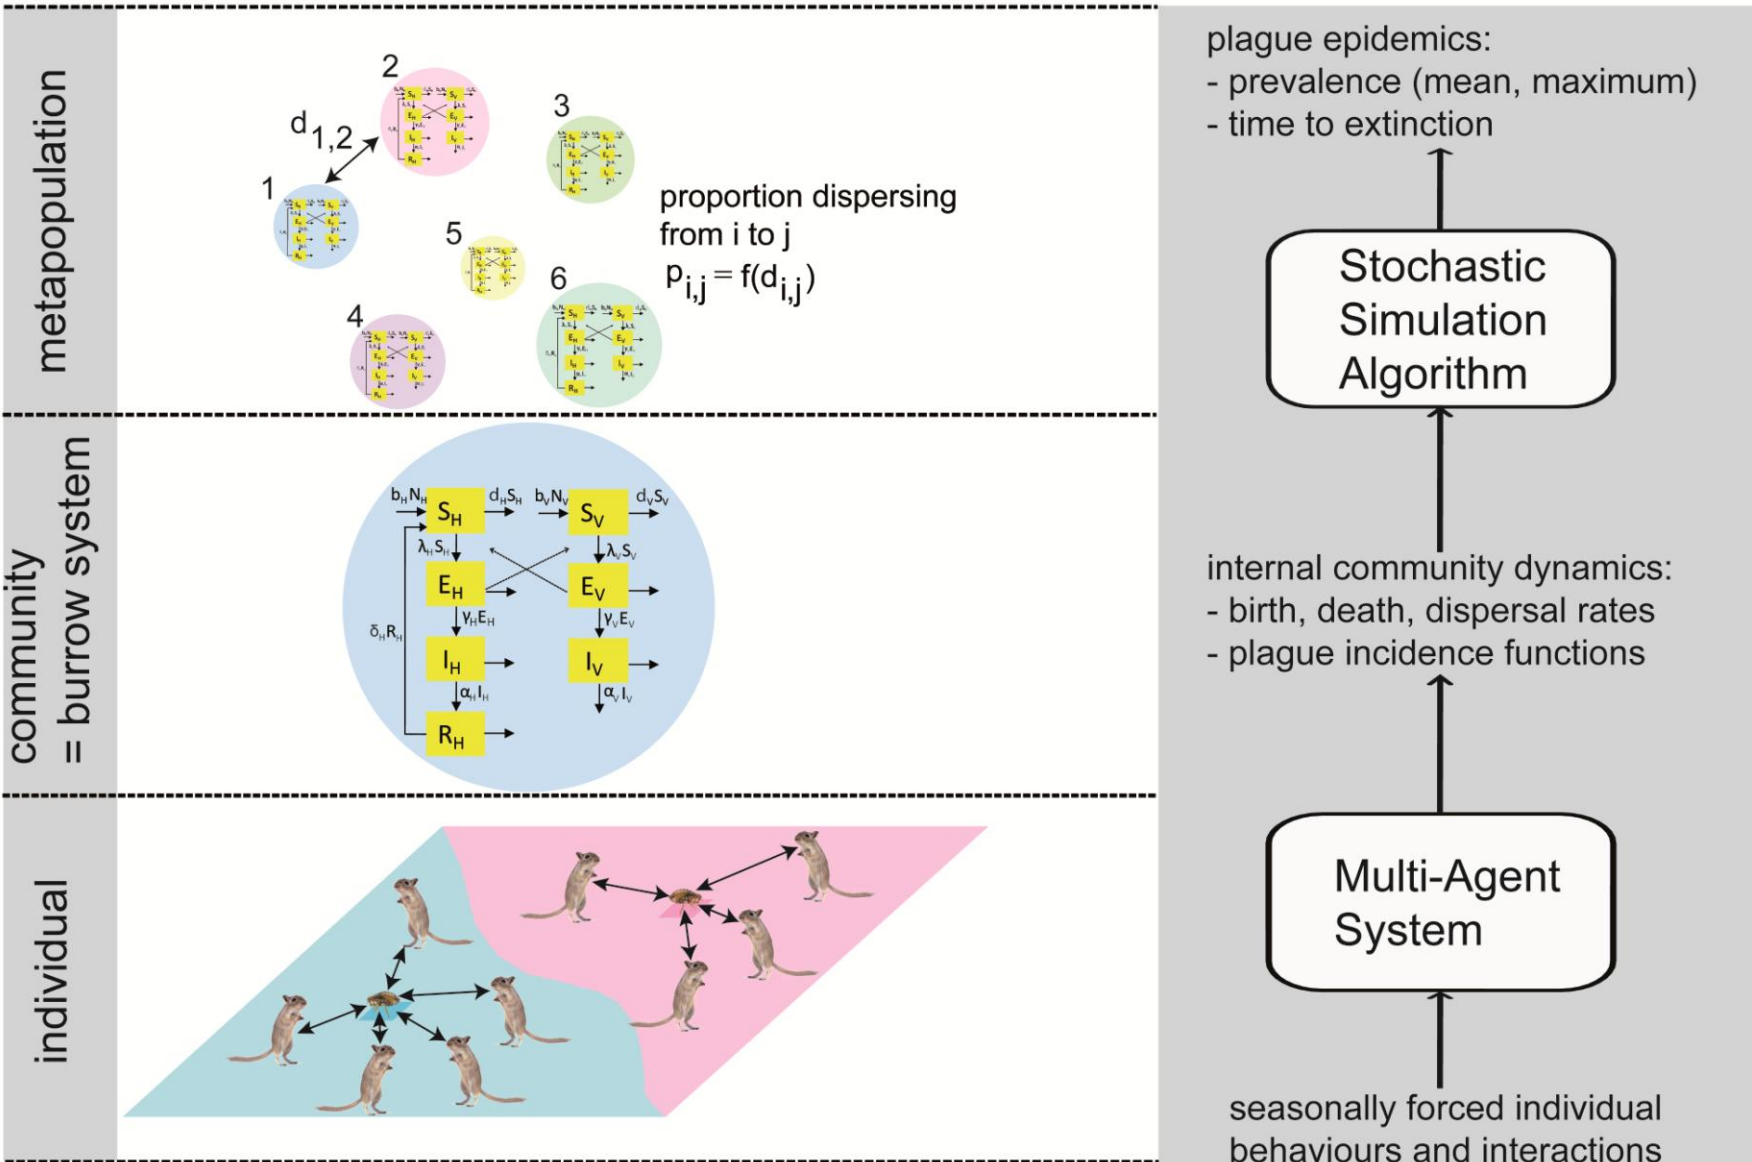 metapopulation
2
3
d1,2
1
5
6
4
proportion dispersing
from i to j
pi,j = f(di,j)
community
= burrow system
bHNH
SH
dHSH
bVNV
SV
dVSV
λHSH
λVSV
EH
EV
γHEH
γVEV
δHRH
IH
IV
αHIH
αVIV
RH
individual
plague epidemics:
- prevalence (mean, maximum)
- time to extinction
Stochastic
Simulation
Algorithm
internal community dynamics:
- birth, death, dispersal rates
- plague incidence functions
Multi-Agent
System
seasonally forced individual
behaviours and interactions